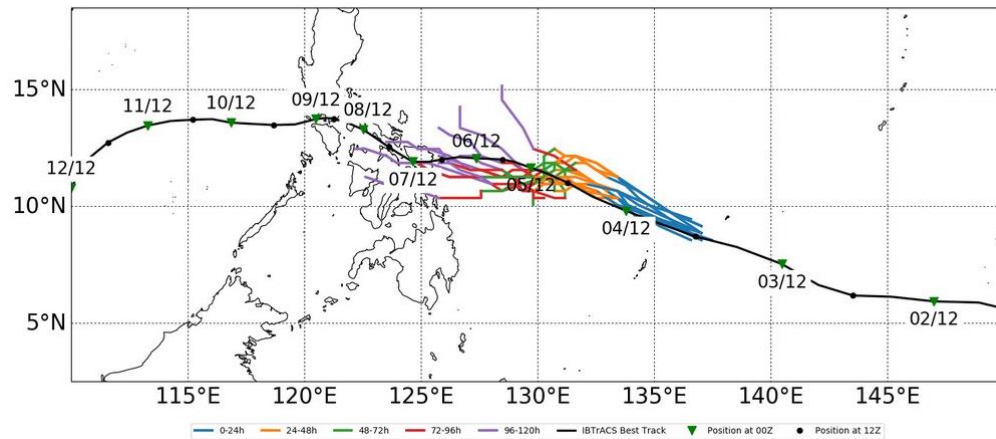 15°N
10°N
5°N
12/12
11/12
10/12
09/12
08/12
07/12
06/12
05/12
04/12
03/12
02/12
115°E 120°E 125°E 130°E 135°E 140°E 145°E
0-24h 24-48h 48-72h 72-96h 96-120h IBTrACS Best Track Position at 00Z Position at 12Z